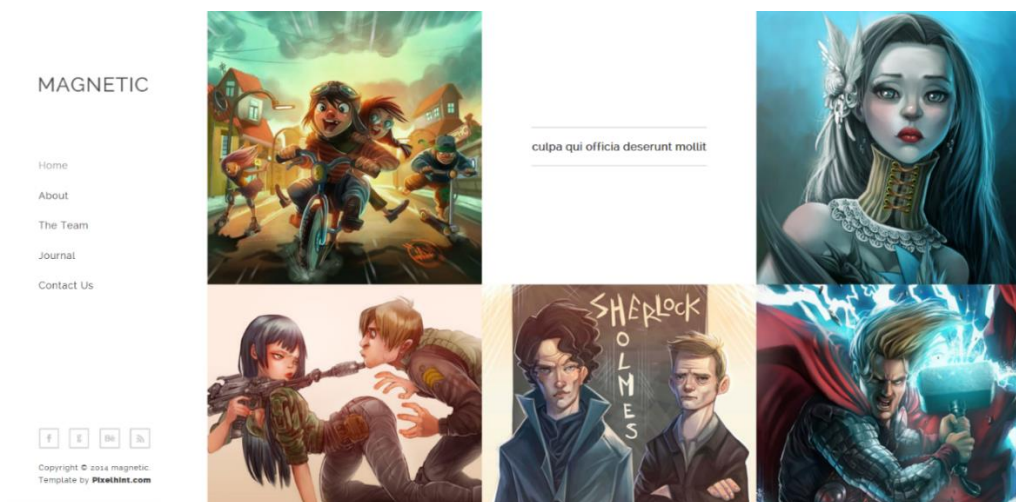 MAGNETIC
Home
About
The Team
Journal
Contact Us
Copyright © 2014 magnetic.
Template by Pixelhint.com
culpa qui officia deserunt mollit
SHERLOCK
HOLMES